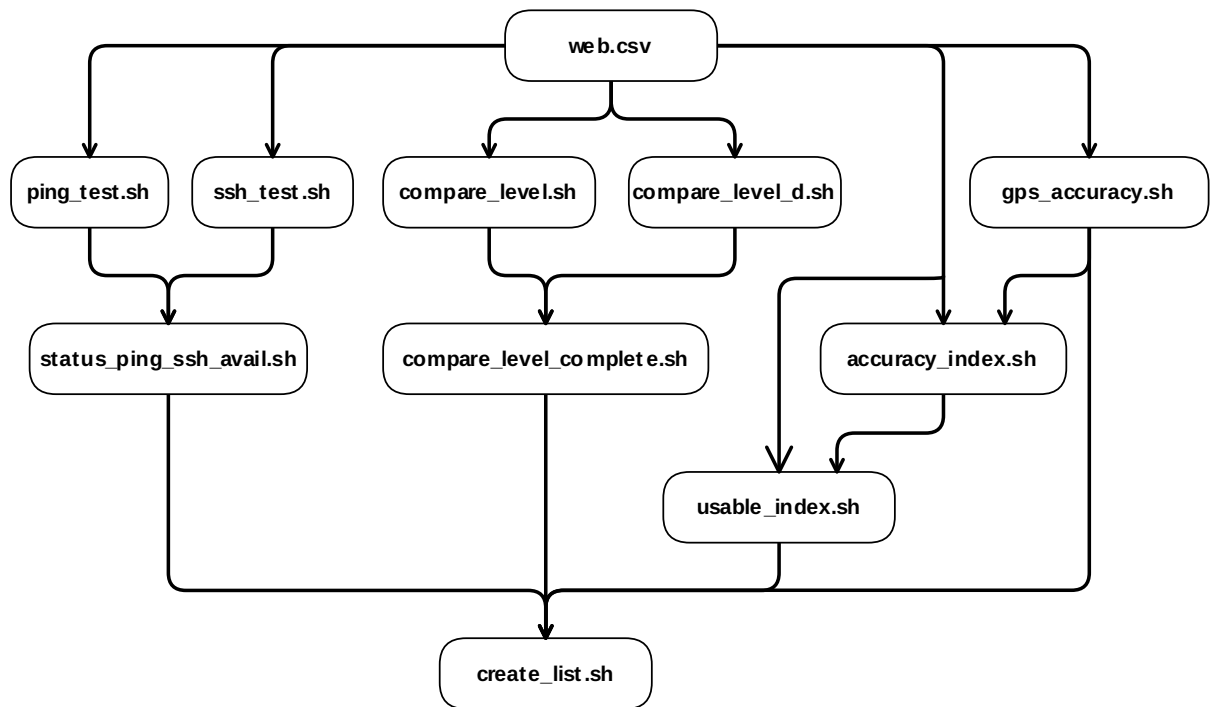 web.csv
ping_test.sh
ssh_test.sh
compare_level.sh
compare_level_d.sh
gps_accuracy.sh
status_ping_ssh_avail.sh
compare_level_complete.sh
accuracy_index.sh
usable_index.sh
create_list.sh